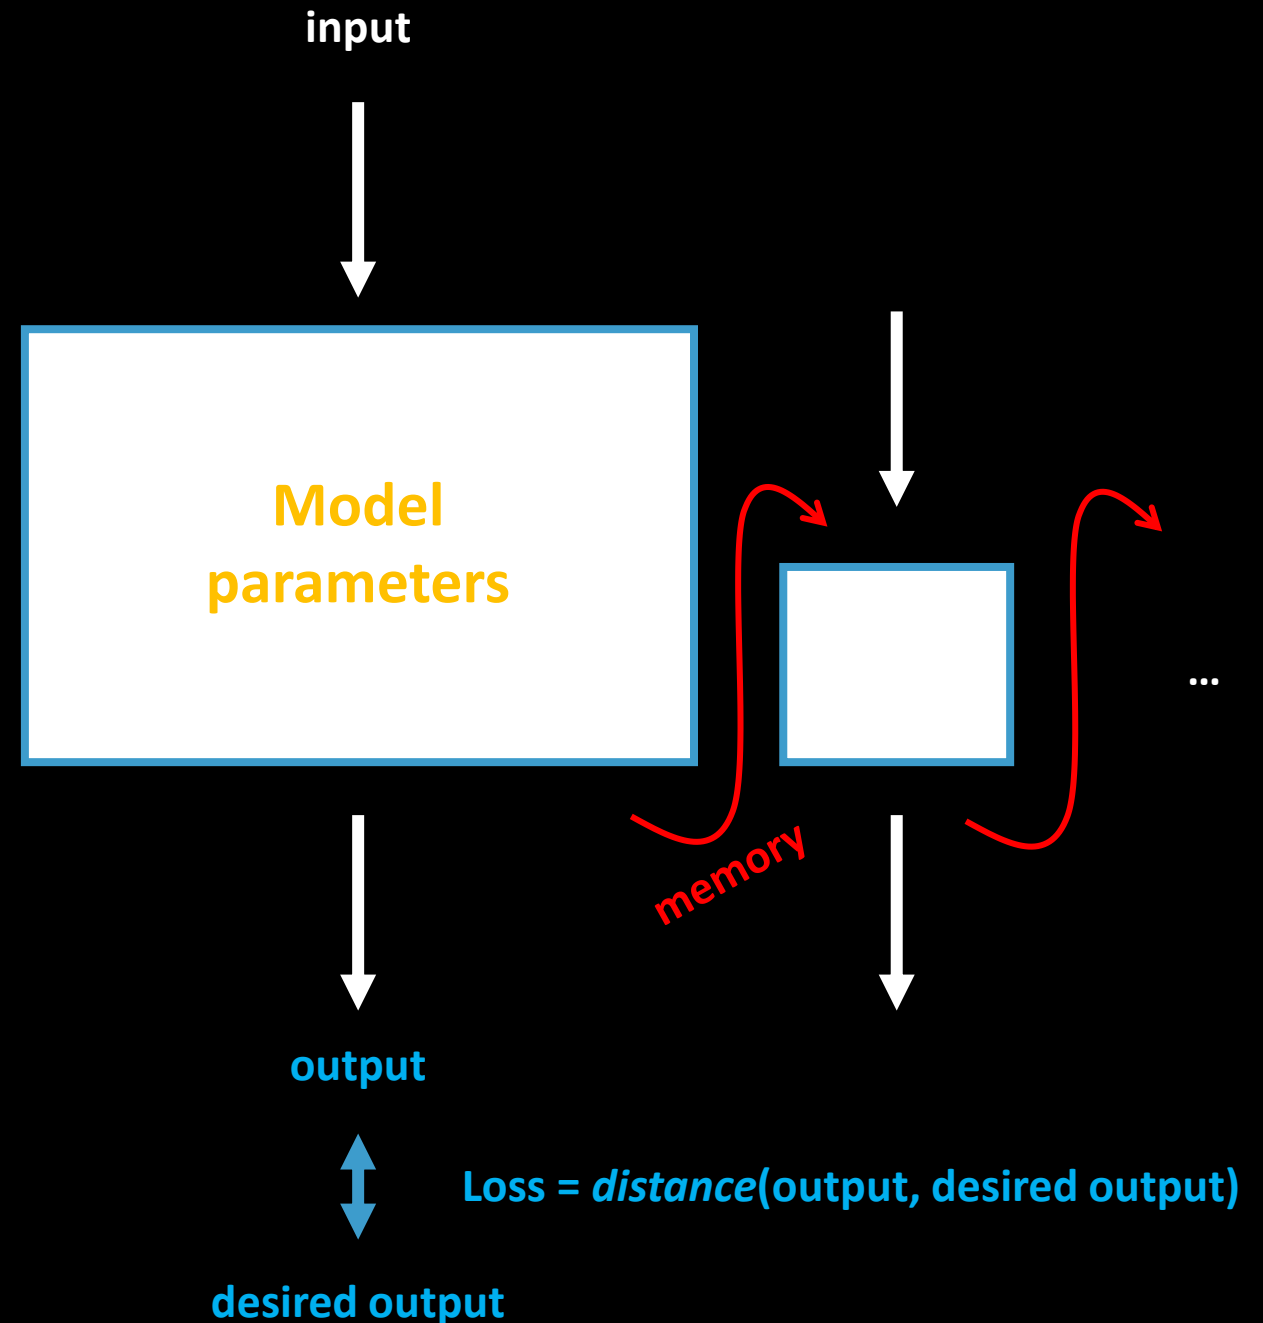 input
Model
parameters
...
memory
output
Loss = distance(output, desired output)
desired output